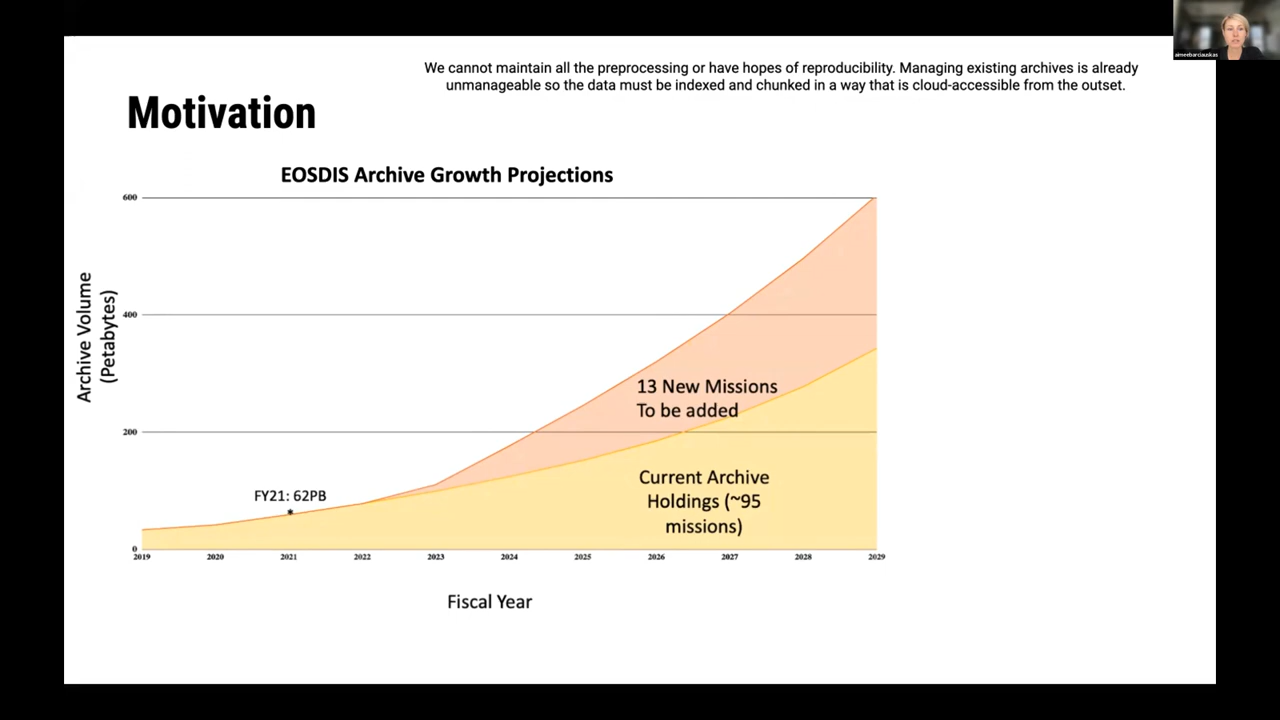 We cannot maintain all the preprocessing or have hopes of reproducibility. Managing existing archives is already
unmanageable so the data must be indexed and chunked in a way that is cloud-accessible from the outset.
aimeebarciauskas
Motivation
EOSDIS Archive Growth Projections
Archive Volume
(Petabytes)
600
400
200
0
13 New Missions
To be added
Current Archive
Holdings (~95
missions)
FY21: 62PB
*
2019 2020 2021 2022 2023 2024 2025 2026 2027 2028 2029
Fiscal Year